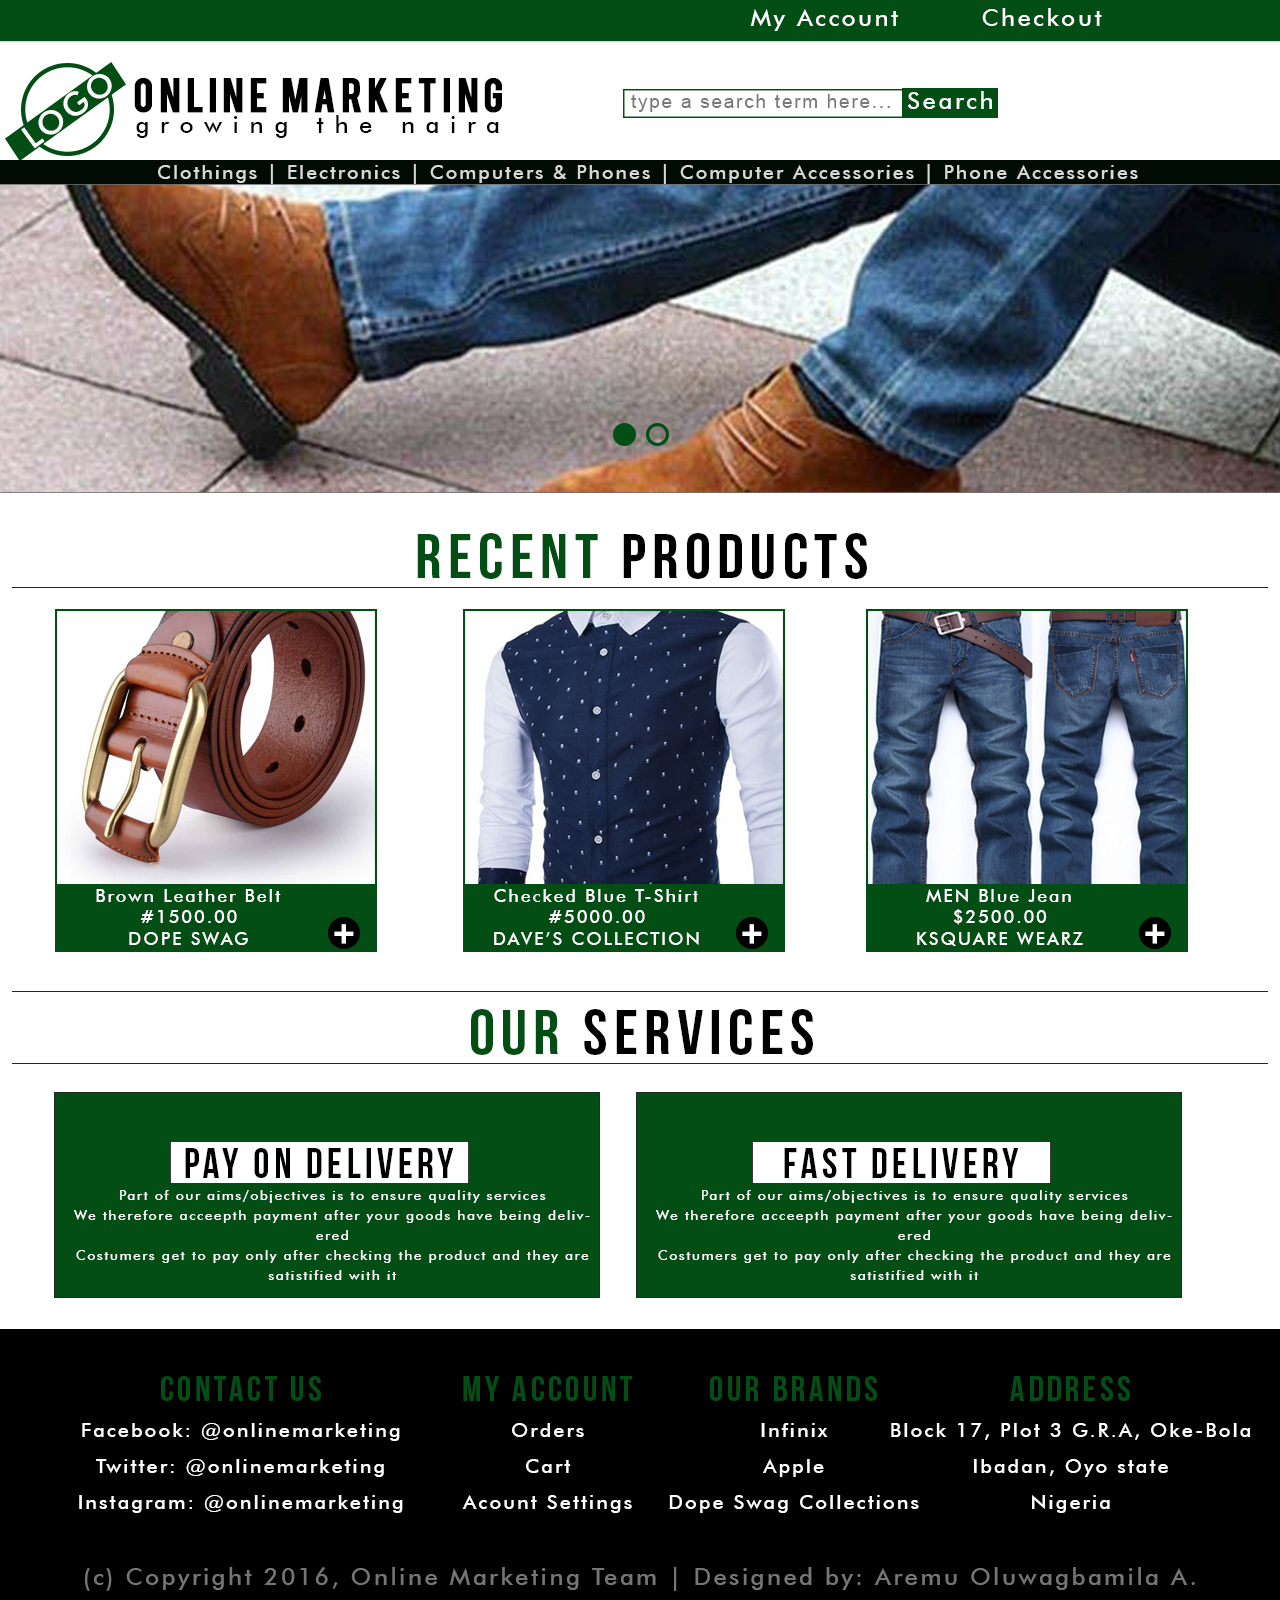 My Account Checkout
LOGO
ONLINE MARKETING
growing the naira
type a search term here... Search
Clothings | Electronics | Computers & Phones | Computer Accessories | Phone Accessories
RECENT PRODUCTS
Brown Leather Belt
#1500.00
DOPE SWAG
Checked Blue T-Shirt
#5000.00
DAVE'S COLLECTION
MEN Blue Jean
$2500.00
KSQUARE WEARZ
OUR SERVICES
PAY ON DELIVERY
Part of our aims/objectives is to ensure quality services
We therefore acceepth payment after your goods have being deliv-
ered
Costumers get to pay only after checking the product and they are
satistified with it
FAST DELIVERY
Part of our aims/objectives is to ensure quality services
We therefore acceepth payment after your goods have being deliv-
ered
Costumers get to pay only after checking the product and they are
satistified with it
CONTACT US
Facebook: @onlinemarketing
Twitter: @onlinemarketing
Instagram: @onlinemarketing
MY ACCOUNT
Orders
Cart
Acount Settings
OUR BRANDS
Infinix
Apple
Dope Swag Collections
ADDRESS
Block 17, Plot 3 G.R.A, Oke-Bola
Ibadan, Oyo state
Nigeria
(c) Copyright 2016, Online Marketing Team | Designed by: Aremu Oluwagbamila A.